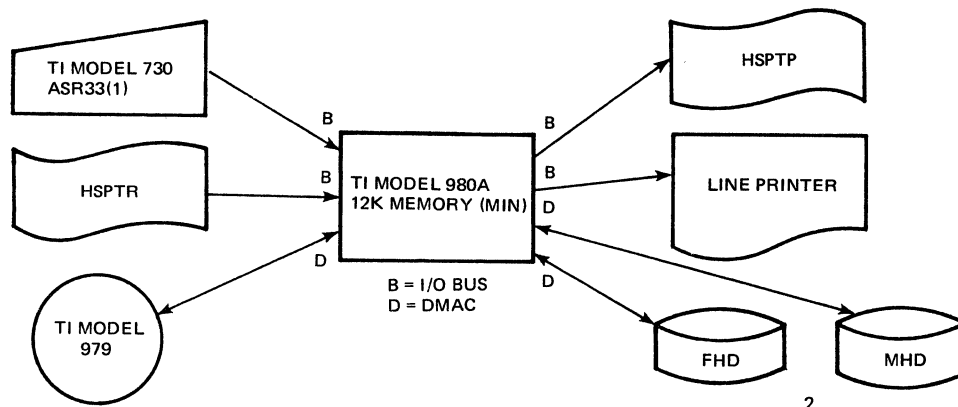 TI MODEL 730
ASR33(1)
HSPTP
B
B
HSPTR
B
TI MODEL 980A
12K MEMORY (MIN)
B
D
LINE PRINTER
D
D
B = I/O BUS
D = DMAC
TI MODEL
979
FHD
MHD
2